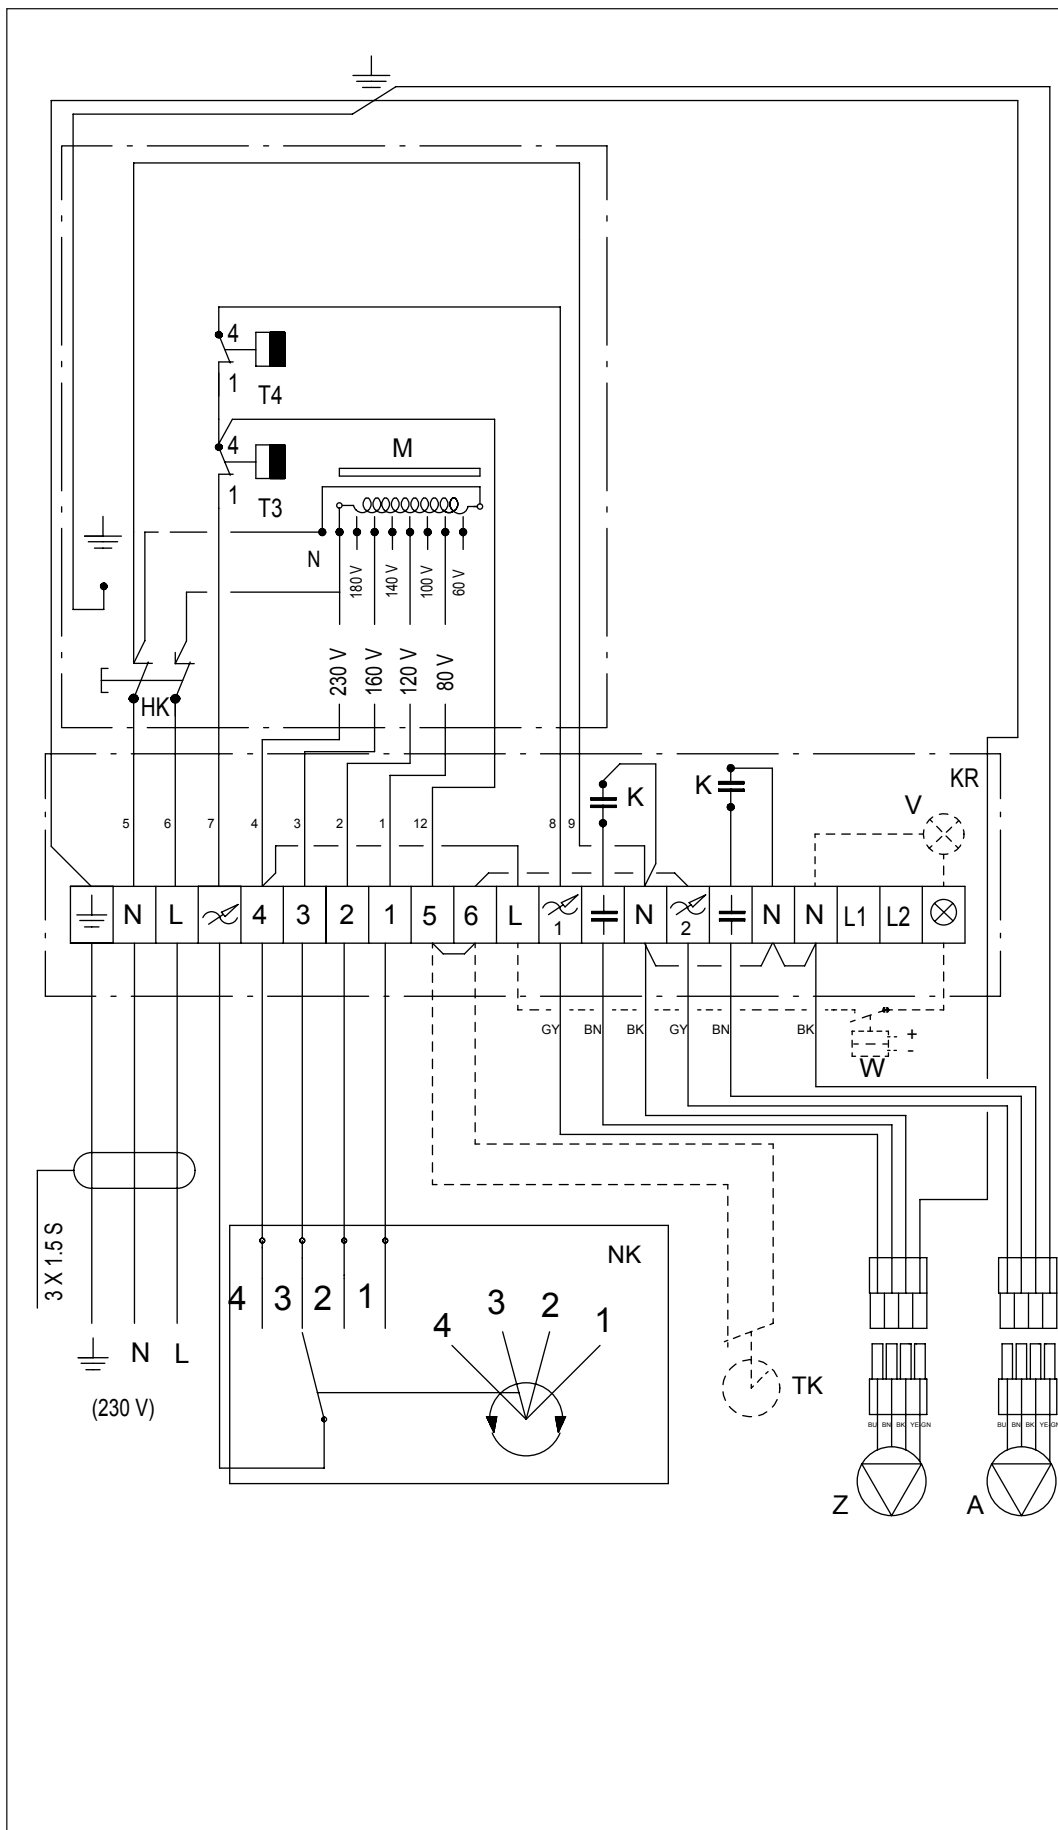 4
1
T4
4
M
1
T3
N
180 V
140 V
100 V
60 V
230 V
160 V
120 V
80 V
HK
K
K
KR
V
5
6
7
4
3
2
1
12
8
9
N L 4 3 2 1 5 6 L 1 N 2 N N L1 L2
GY BN BK GY BN BK
+
-
W
3 X 1.5 S
NK
4 3 2 1
4 3 2 1
N L
(230 V)
TK
BU BN BK YE-GN
BU BN BK YE-GN
Z
A